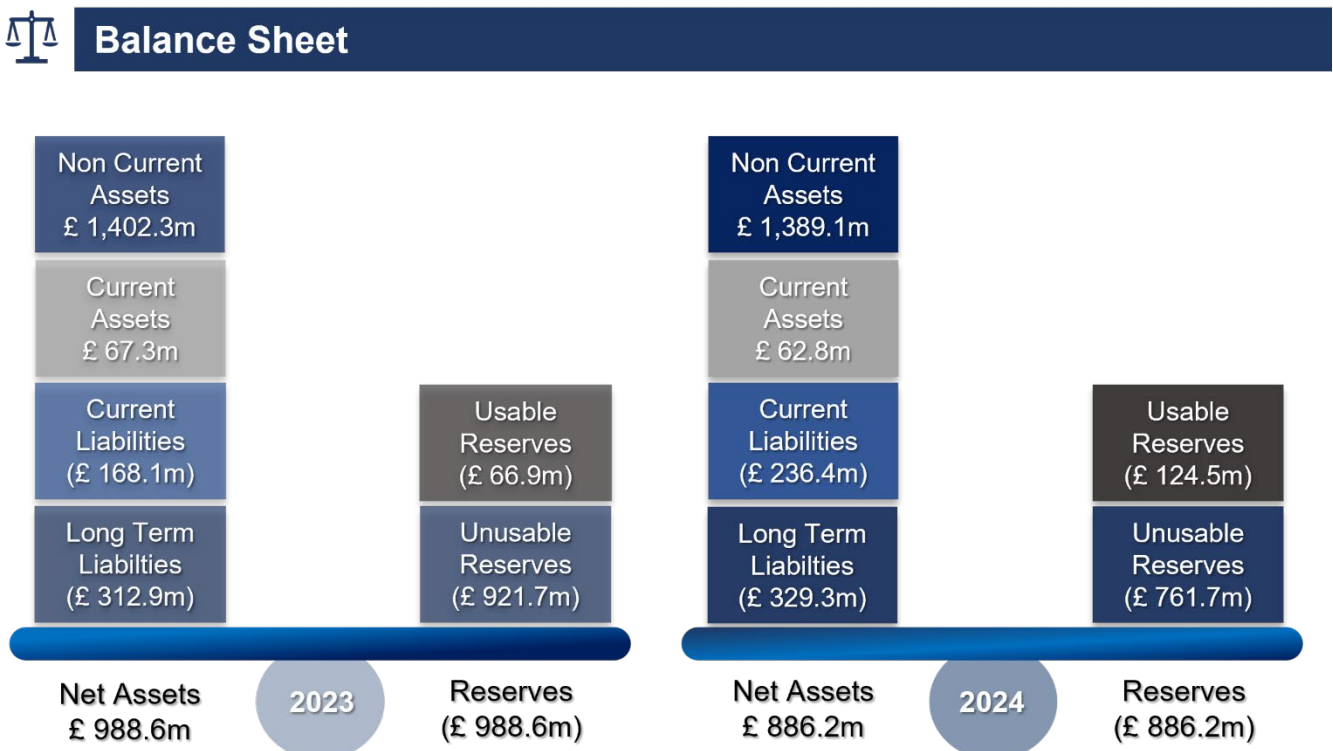 Balance Sheet
Non Current
Assets
£ 1,402.3m
Current
Assets
£ 67.3m
Current
Liabilities
(£ 168.1m)
Long Term
Liabilties
(£ 312.9m)
Usable
Reserves
(£ 66.9m)
Unusable
Reserves
(£ 921.7m)
Net Assets
£ 988.6m
2023
Reserves
(£ 988.6m)
Non Current
Assets
£ 1,389.1m
Current
Assets
£ 62.8m
Current
Liabilities
(£ 236.4m)
Long Term
Liabilties
(£ 329.3m)
Usable
Reserves
(£ 124.5m)
Unusable
Reserves
(£ 761.7m)
Net Assets
£ 886.2m
2024
Reserves
(£ 886.2m)